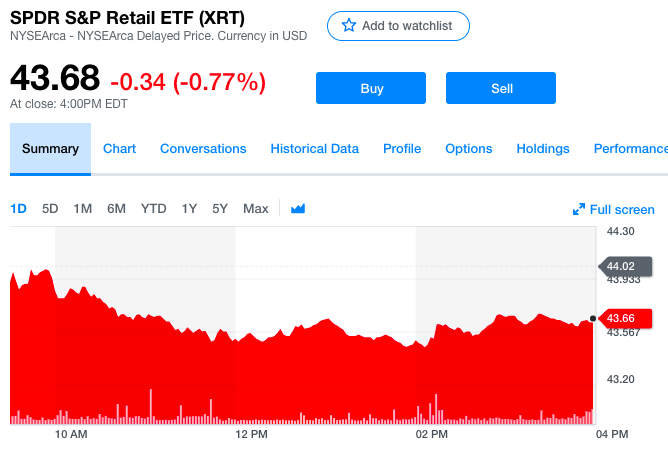 SPDR S&P Retail ETF (XRT)
NYSEArca - NYSEArca Delayed Price. Currency in USD
Add to watchlist
43.68 -0.34 (-0.77%)
At close: 4:00PM EDT
Buy
Sell
Summary Chart Conversations Historical Data Profile Options Holdings Performance
1D 5D 1M 6M YTD 1Y 5Y Max
Full screen
44.30
44.02
43.933
43.66
43.567
43.20
10 AM 12 PM 02 PM 04 PM